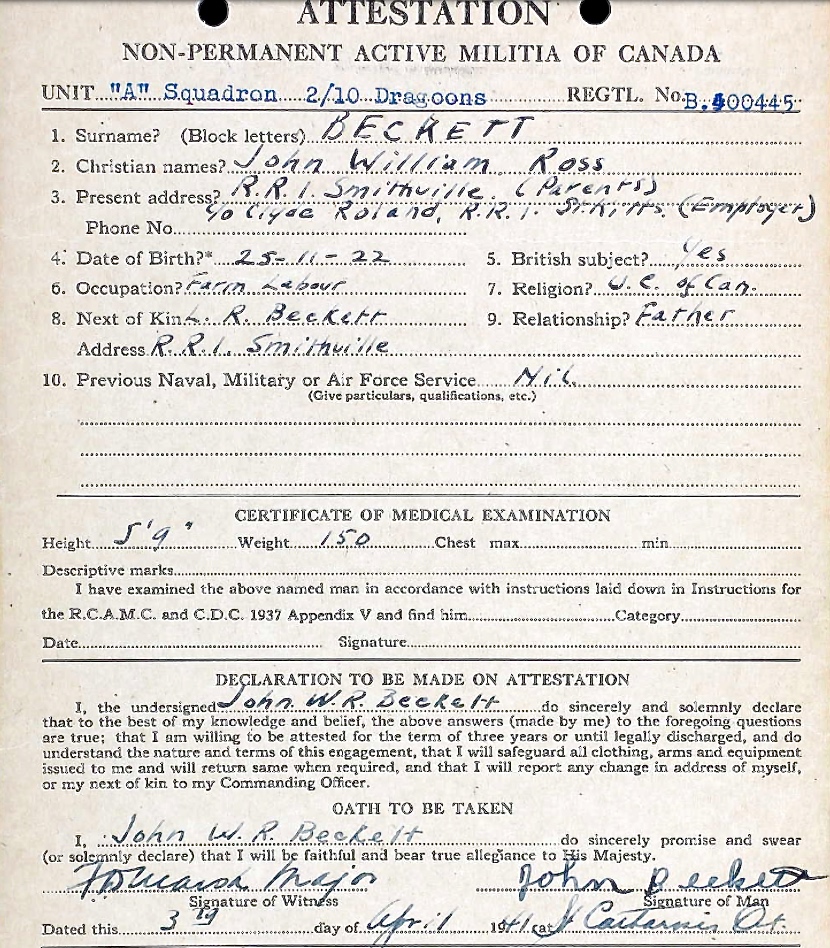 ATTESTATION
NON-PERMANENT ACTIVE MILITIA OF CANADA
UNIT "A" Squadron 2/10 Dragoons REGTL. No. B.400445
1. Surname? (Block letters) BECKETT
2. Christian names? John William Ross
3. Present address? R.R.1. Smithville (Parents)
c/o Clyde Roland, R.R.1. St. Kitts (Employer)
Phone No.
4. Date of Birth?* 25-11-22 5. British subject? Yes
6. Occupation? Farm Labour 7. Religion? U.C. of Can.
8. Next of Kin L. R. Beckett 9. Relationship? Father
Address R.R.1. Smithville
10. Previous Naval, Military or Air Force Service Nil
(Give particulars, qualifications, etc.)
CERTIFICATE OF MEDICAL EXAMINATION
Height 5'9" Weight 150 Chest max. min.
Descriptive marks
I have examined the above named man in accordance with instructions laid down in Instructions for
the R.C.A.M.C. and C.D.C. 1937 Appendix V and find him Category
Date Signature
DECLARATION TO BE MADE ON ATTESTATION
I, the undersigned John W.R. Beckett do sincerely and solemnly declare
that to the best of my knowledge and belief, the above answers (made by me) to the foregoing questions
are true; that I am willing to be attested for the term of three years or until legally discharged, and do
understand the nature and terms of this engagement, that I will safeguard all clothing, arms and equipment
issued to me and will return same when required, and that I will report any change in address of myself,
or my next of kin to my Commanding Officer.
OATH TO BE TAKEN
I, John W. R. Beckett do sincerely promise and swear
(or solemnly declare) that I will be faithful and bear true allegiance to His Majesty.
Major John Beckett
Signature of Witness Signature of Man
Dated this 3rd day of April 1941 at St Catharines Ont.